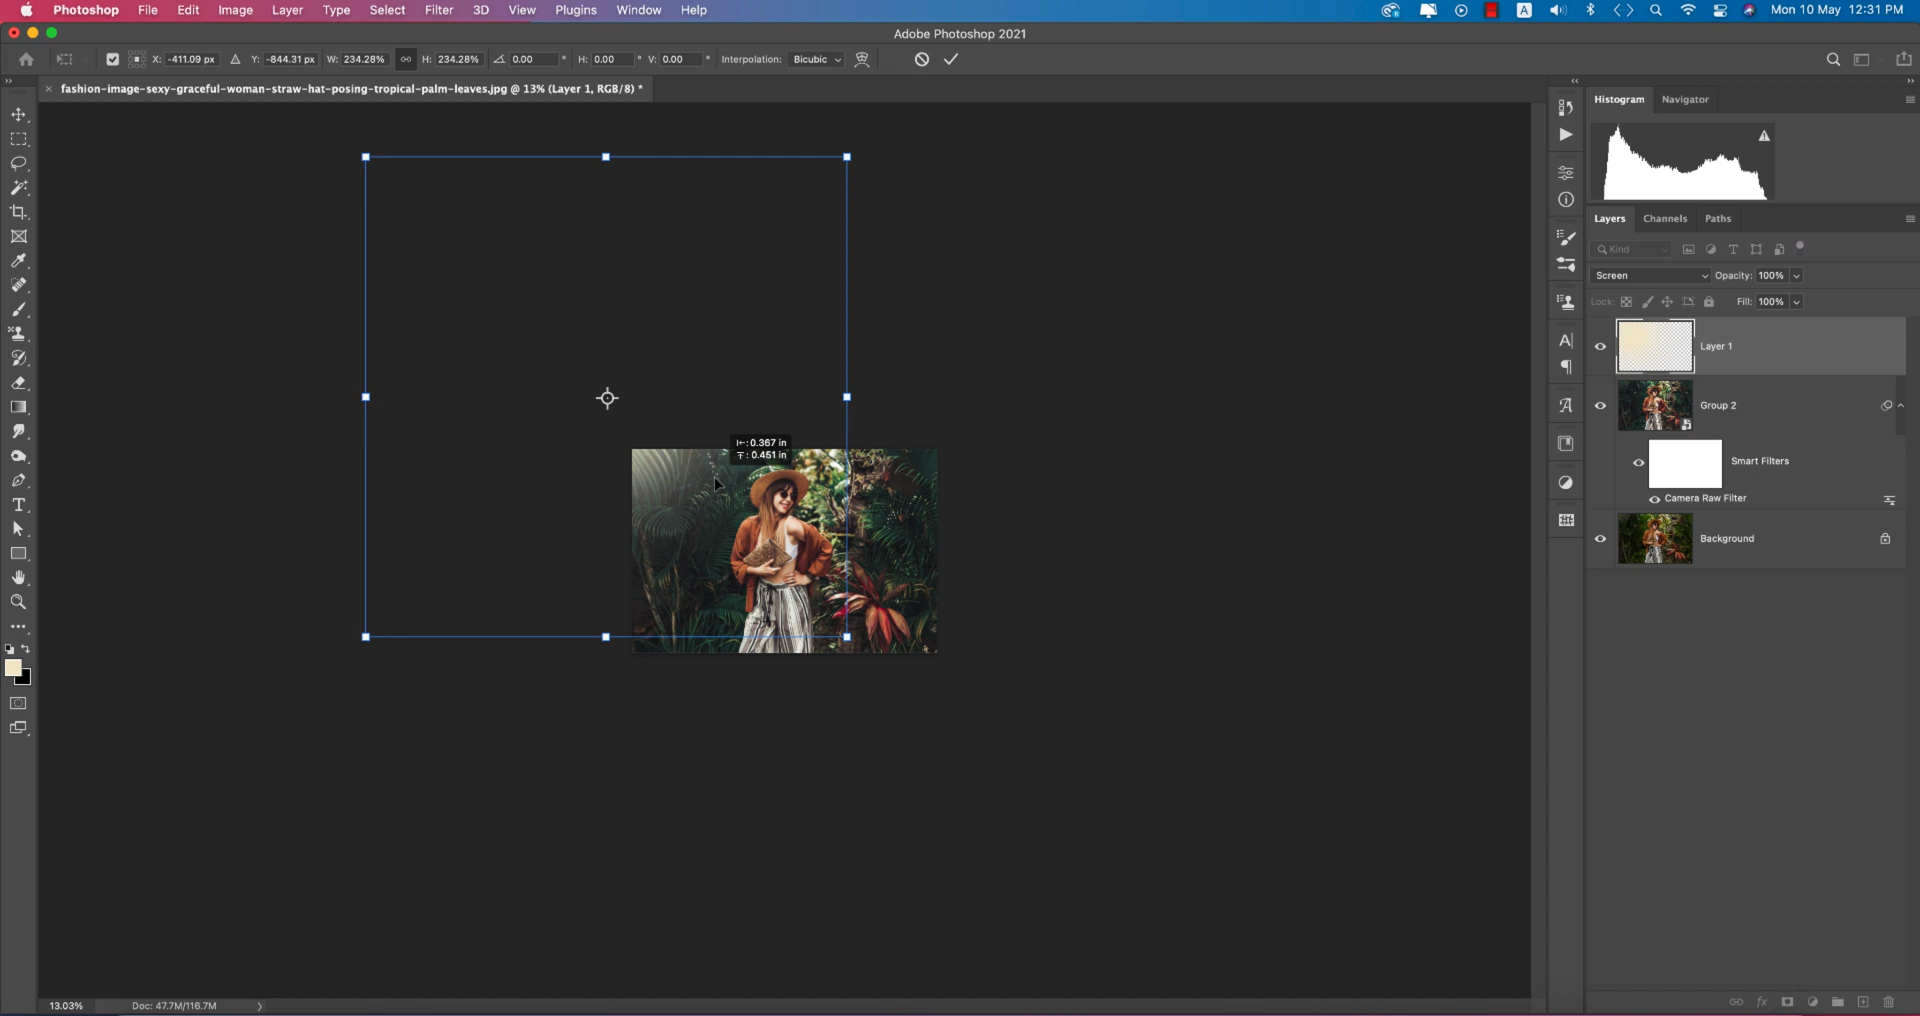 Photoshop File Edit Image Layer Type Select Filter 3D View Plugins Window Help A Mon 10 May 12:31 PM
Adobe Photoshop 2021
X: -411.09 px Y: -844.31 px W: 234.28% H: 234.28% 0.00 ° H: 0.00 ° V: 0.00 ° Interpolation: Bicubic
× fashion-image-sexy-graceful-woman-straw-hat-posing-tropical-palm-leaves.jpg @ 13% (Layer 1, RGB/8) *
Histogram Navigator
Layers Channels Paths
Kind
Screen Opacity: 100%
Lock: Fill: 100%
Layer 1
Group 2
Smart Filters
Camera Raw Filter
Background
: 0.367 in
: 0.451 in
13.03% Doc: 47.7M/116.7M